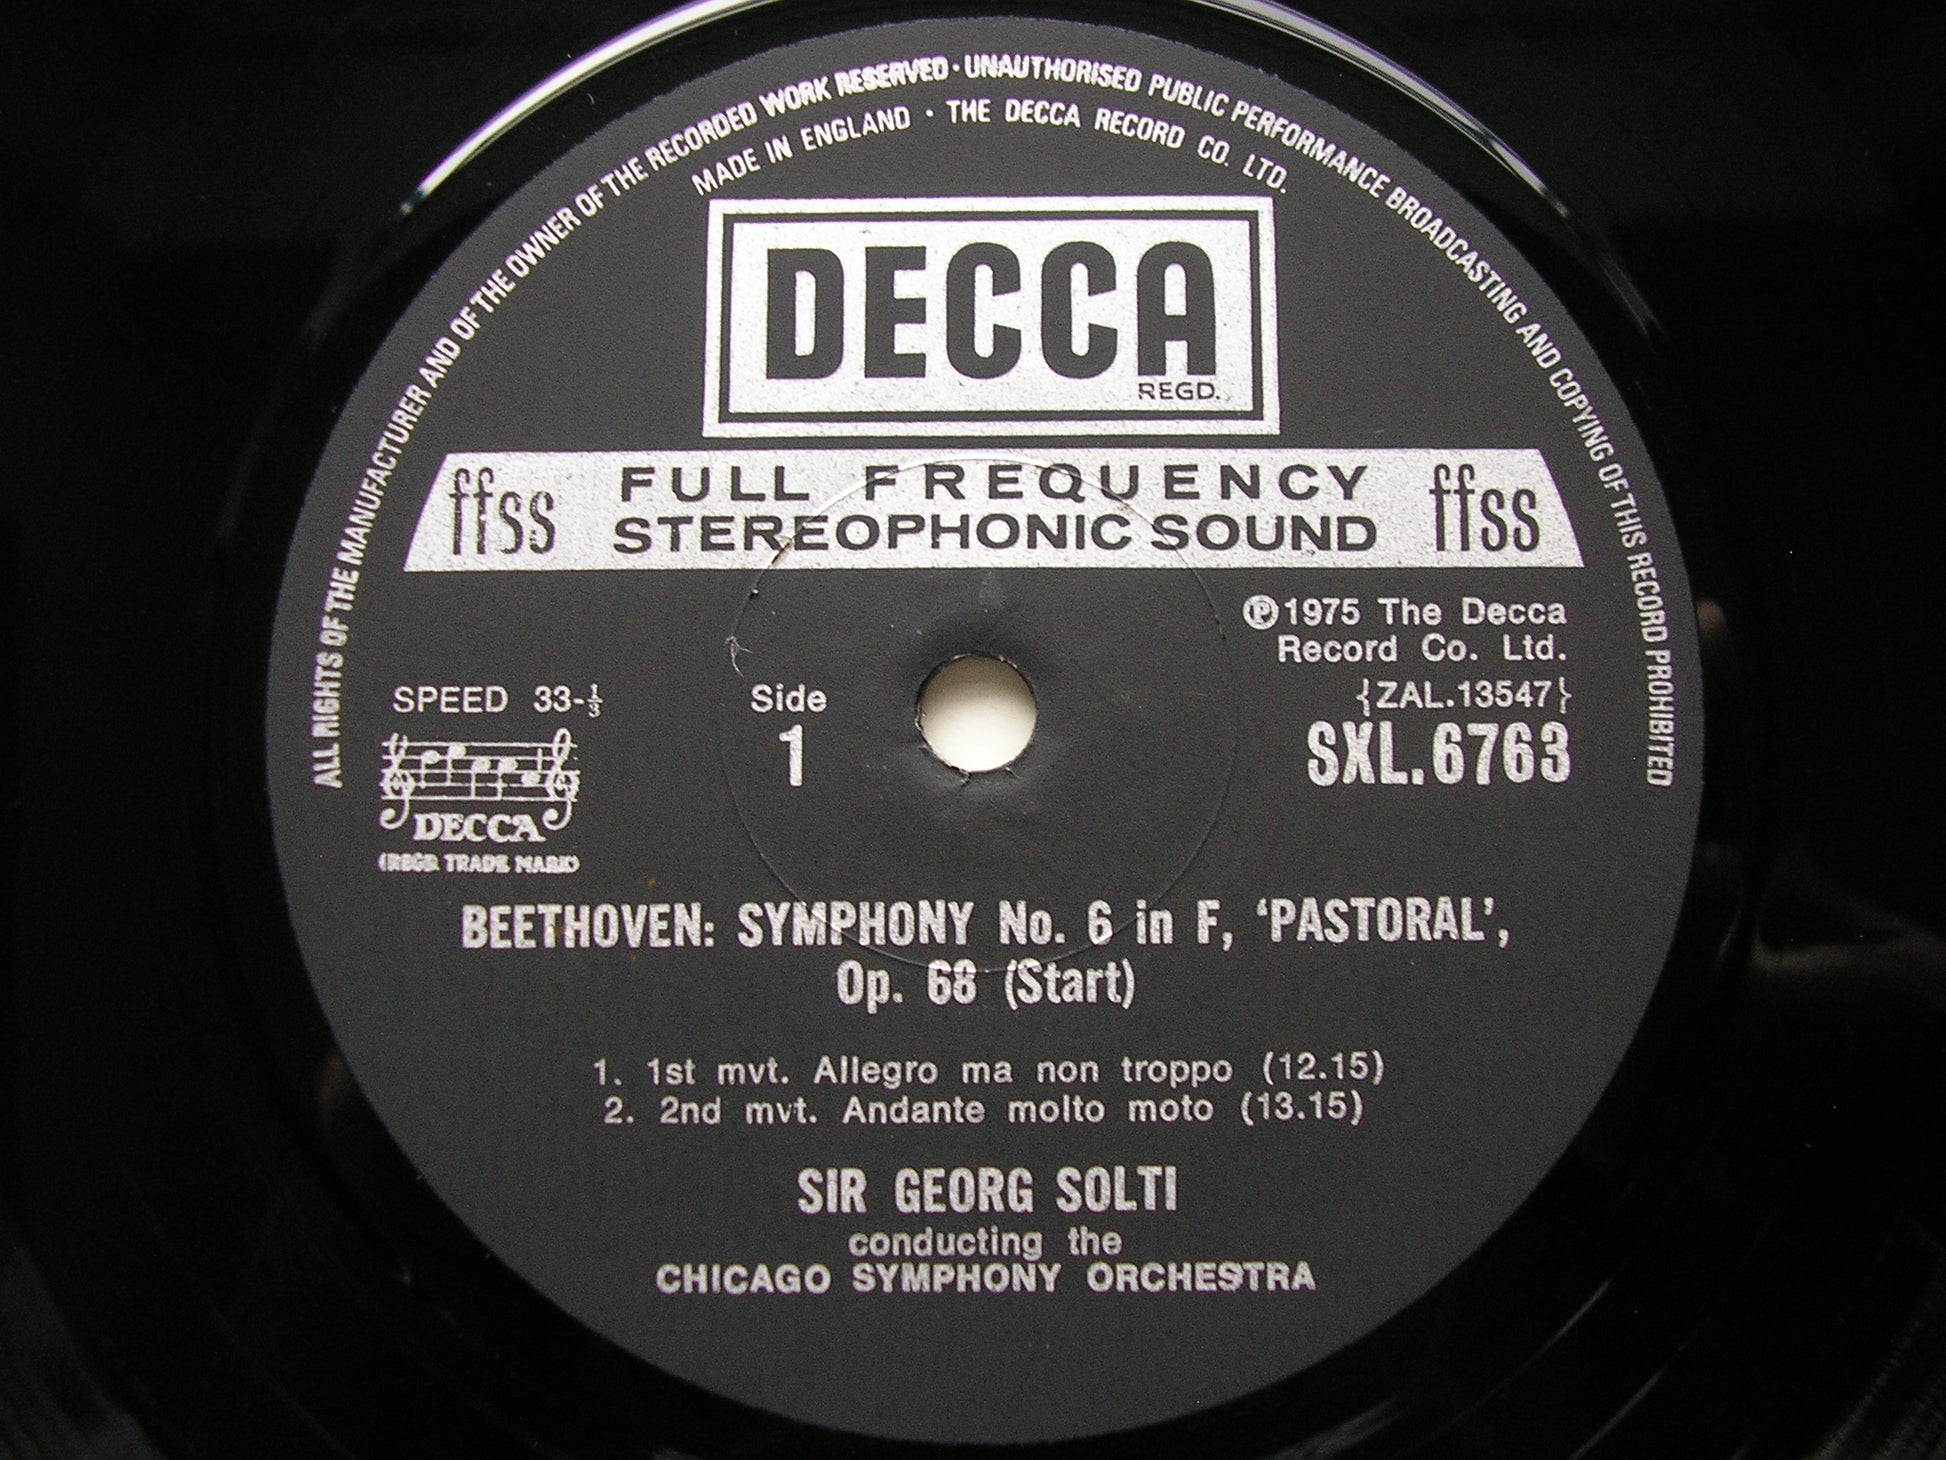 ALL RIGHTS OF THE MANUFACTURER AND OF THE OWNER OF THE RECORDED WORK RESERVED · UNAUTHORISED PUBLIC PERFORMANCE BROADCASTING AND COPYING OF THIS RECORD PROHIBITED
MADE IN ENGLAND · THE DECCA RECORD CO. LTD.
DECCA
REGD.
ffss FULL FREQUENCY STEREOPHONIC SOUND ffss
Ⓟ1975 The Decca
Record Co. Ltd.
SPEED 33-⅓
Side
1
{ZAL.13547}
SXL.6763
DECCA
(REGD. TRADE MARK)
BEETHOVEN: SYMPHONY No. 6 in F, ‘PASTORAL’,
Op. 68 (Start)
1. 1st mvt. Allegro ma non troppo (12.15)
2. 2nd mvt. Andante molto moto (13.15)
SIR GEORG SOLTI
conducting the
CHICAGO SYMPHONY ORCHESTRA